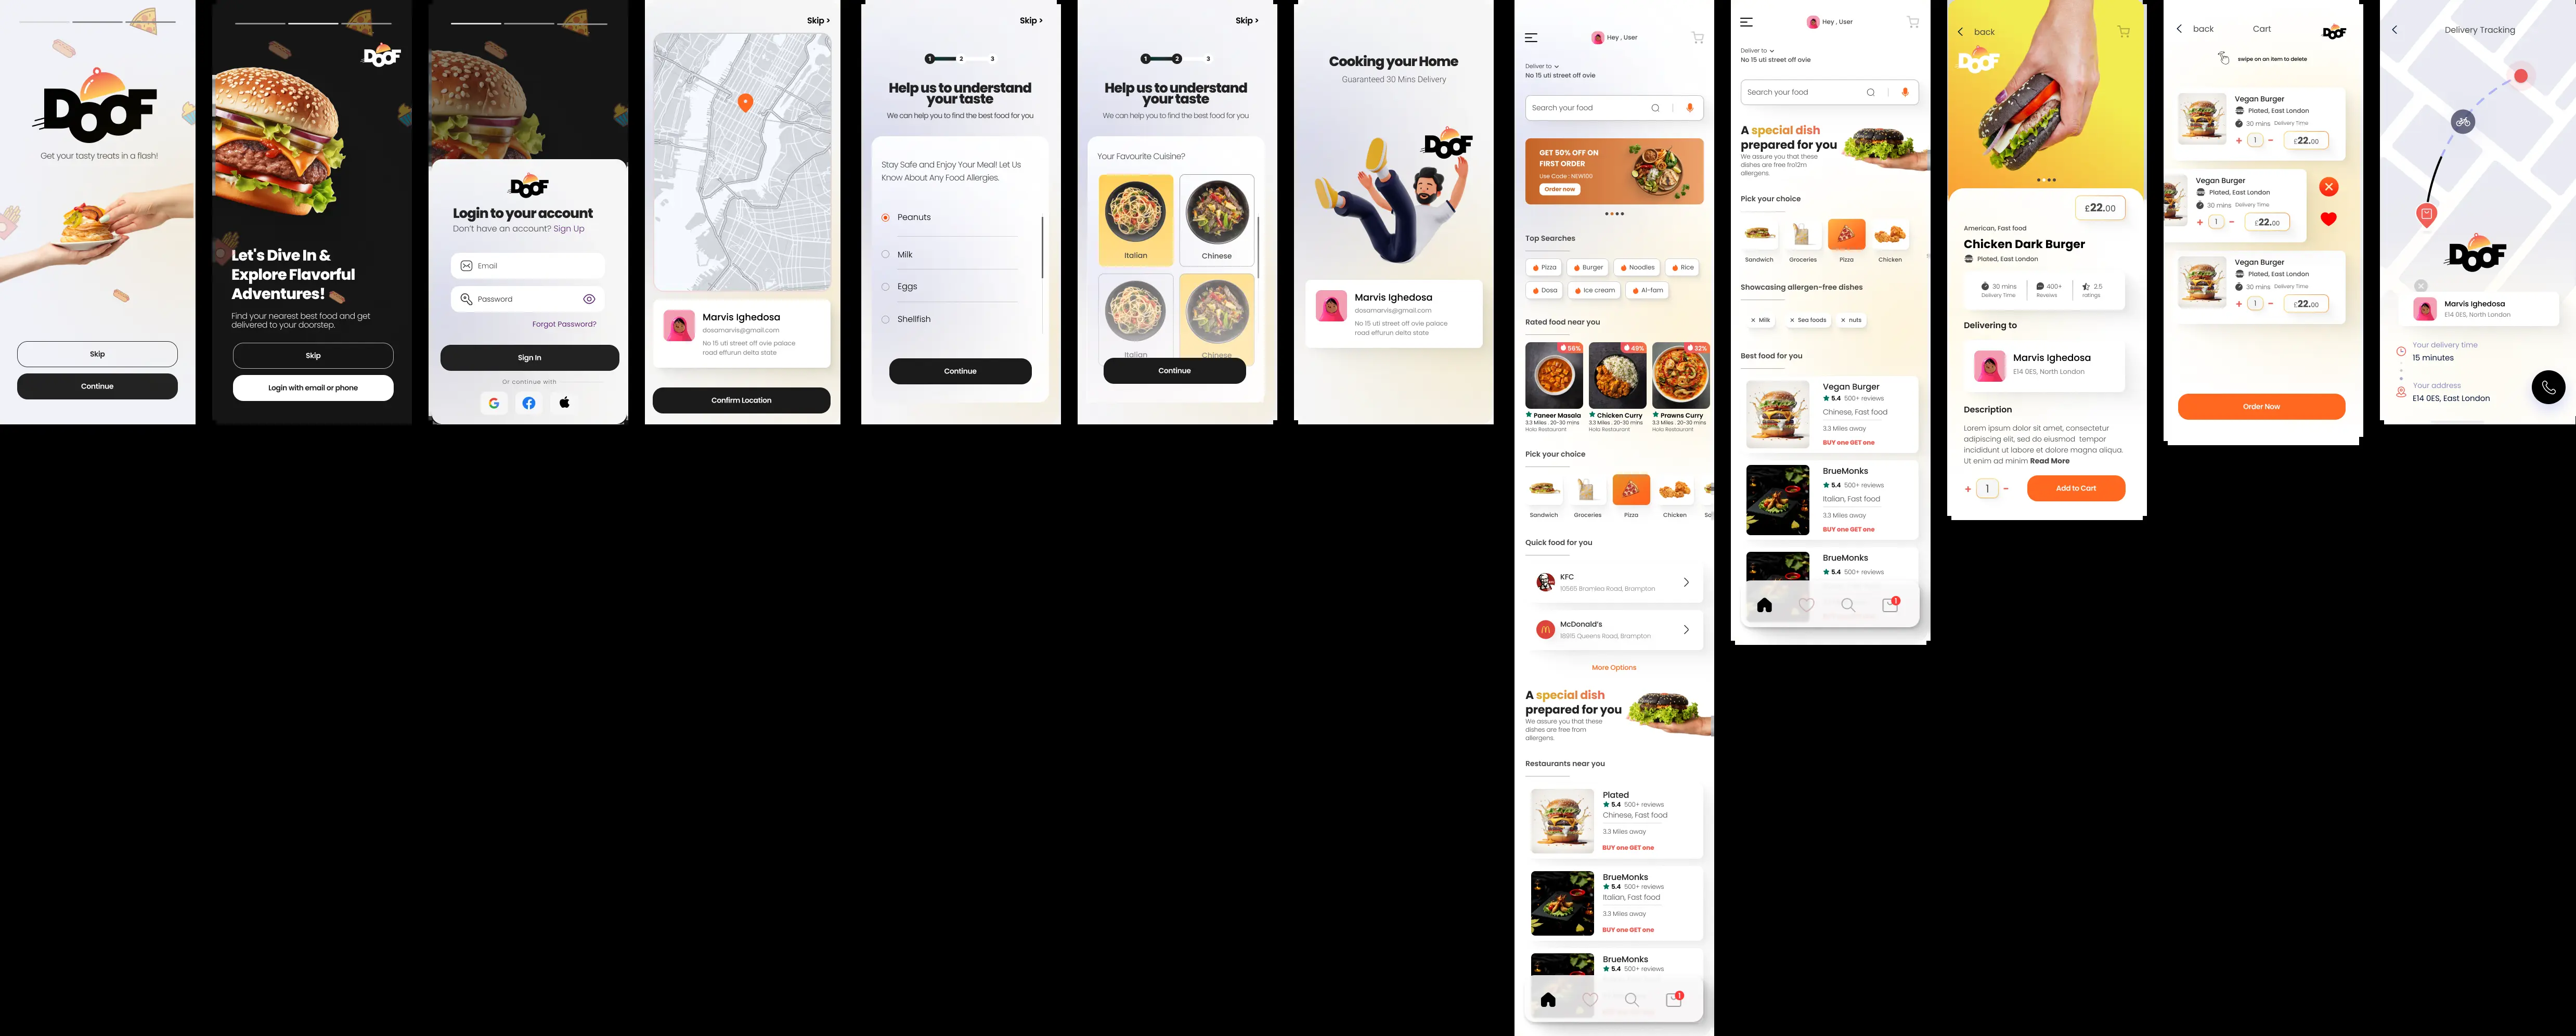 DOOF
Get your tasty treats in a flash!
Skip
Continue
DOOF
Let's Dive In &
Explore Flavorful
Adventures!
Find your nearest best food and get
delivered to your doorstep.
Skip
Login with email or phone
DOOF
Login to your account
Don't have an account? Sign Up
Email
Password
Forgot Password?
Sign In
Or continue with
Skip >
Marvis Ighedosa
dosamarvis@gmail.com
No 15 uti street off ovie palace
road effurun delta state
Confirm Location
Skip >
1 2 3
Help us to understand
your taste
We can help you to find the best food for you
Stay Safe and Enjoy Your Meal! Let Us
Know About Any Food Allergies.
Peanuts
Milk
Eggs
Shellfish
Continue
Skip >
1 2 3
Help us to understand
your taste
We can help you to find the best food for you
Your Favourite Cuisine?
Italian Chinese
Italian Chinese
Continue
Cooking your Home
Guaranteed 30 Mins Delivery
DOOF
Marvis Ighedosa
dosamarvis@gmail.com
No 15 uti street off ovie palace
road effurun delta state
Hey , User
Deliver to
No 15 uti street off ovie
Search your food
GET 50% OFF ON
FIRST ORDER
Use Code : NEW100
Order now
Top Searches
Pizza Burger Noodles Rice
Dosa Ice cream Al-fam
Rated food near you
56% 49% 32%
Paneer Masala Chicken Curry Prawns Curry
3.3 Miles . 20-30 mins 3.3 Miles . 20-30 mins 3.3 Miles . 20-30 mins
Hola Restaurant Hola Restaurant Hola Restaurant
Pick your choice
Sandwich Groceries Pizza Chicken
Quick food for you
KFC
10565 Bromlea Road, Brampton
McDonald's
18915 Queens Raad, Brampton
More Options
A special dish
prepared for you
We assure you that these
dishes are free from
allergens.
Restaurants near you
Plated
5.4 500+ reviews
Chinese, Fast food
3.3 Miles away
BUY one GET one
BrueMonks
5.4 500+ reviews
Italian, Fast food
3.3 Miles away
BUY one GET one
BrueMonks
5.4 500+ reviews
1
Hey , User
Deliver to
No 15 uti street off ovie
Search your food
A special dish
prepared for you
We assure you that these
dishes are free fro12m
allergens.
Pick your choice
Sandwich Groceries Pizza Chicken
Showcasing allergen-free dishes
× Milk × Sea foods × nuts
Best food for you
Vegan Burger
5.4 500+ reviews
Chinese, Fast food
3.3 Miles away
BUY one GET one
BrueMonks
5.4 500+ reviews
Italian, Fast food
3.3 Miles away
BUY one GET one
BrueMonks
5.4 500+ reviews
1
back
DOOF
£22.00
American, Fast food
Chicken Dark Burger
Plated, East London
30 mins 400+ 2.5
Delivery Time Reveiws ratings
Delivering to
Marvis Ighedosa
E14 0ES, North London
Description
Lorem ipsum dolor sit amet, consectetur
adipiscing elit, sed do eiusmod tempor
incididunt ut labore et dolore magna aliqua.
Ut enim ad minim Read More
+ 1 -
Add to Cart
back Cart DOOF
swipe on an item to delete
Vegan Burger
Plated, East London
30 mins Delivery Time
+ 1 - £22.00
Vegan Burger
Plated, East London
30 mins Delivery Time
+ 1 - £22.00
Vegan Burger
Plated, East London
30 mins Delivery Time
+ 1 - £22.00
Order Now
Delivery Tracking
DOOF
Marvis Ighedosa
E14 0ES, North London
Your delivery time
15 minutes
Your address
E14 0ES, East London